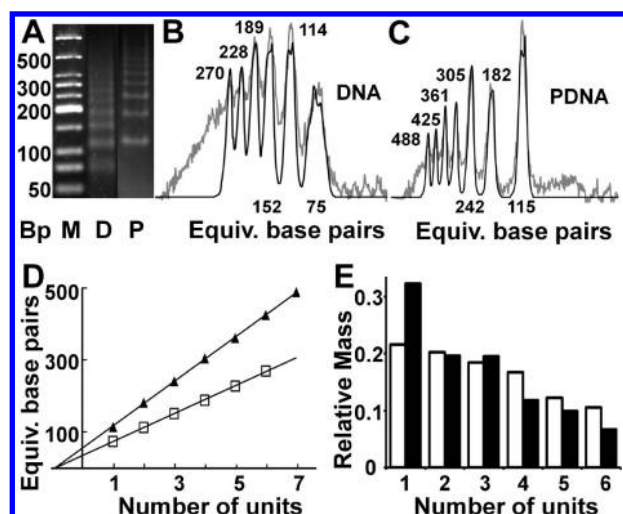 A
500
300
200
100
50
Bp M D P
B
189
114
228
270
DNA
152
75
Equiv. base pairs
C
305
182
361
425
PDNA
488
242
115
Equiv. base pairs
D
500
300
100
Equiv. base pairs
1 3 5 7
Number of units
E
0.3
0.2
0.1
0
Relative Mass
1 2 3 4 5 6
Number of units